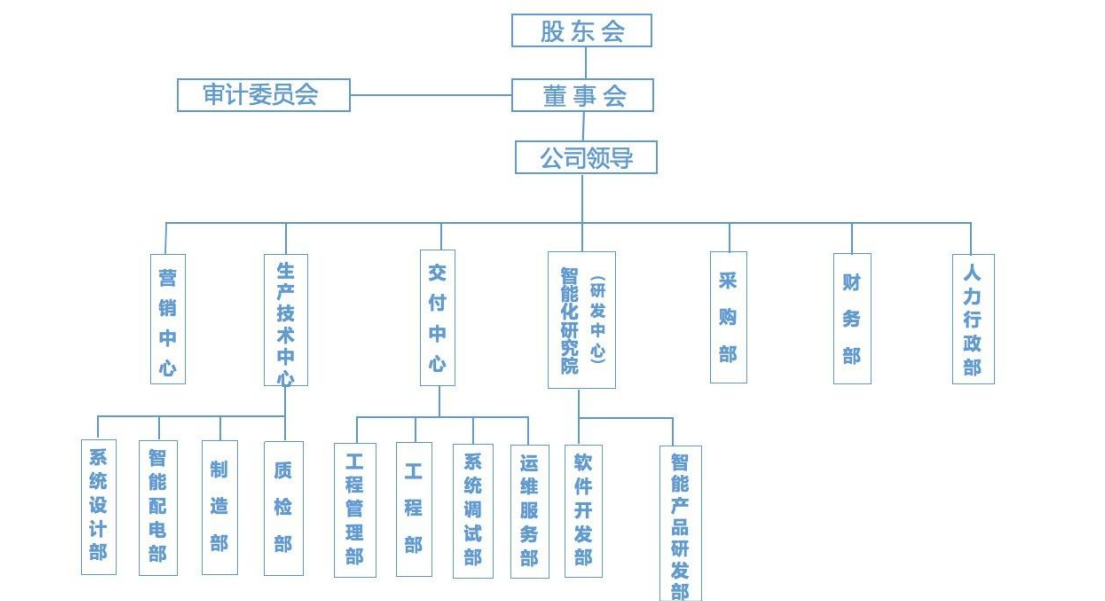 股东会
审计委员会
董事会
公司领导
营销中心
生产技术中心
交付中心
智能化研究院
（研发中心）
采购部
财务部
人力行政部
系统设计部
智能配电部
制造部
质检部
工程管理部
工程部
系统调试部
运维服务部
软件开发部
智能产品研发部